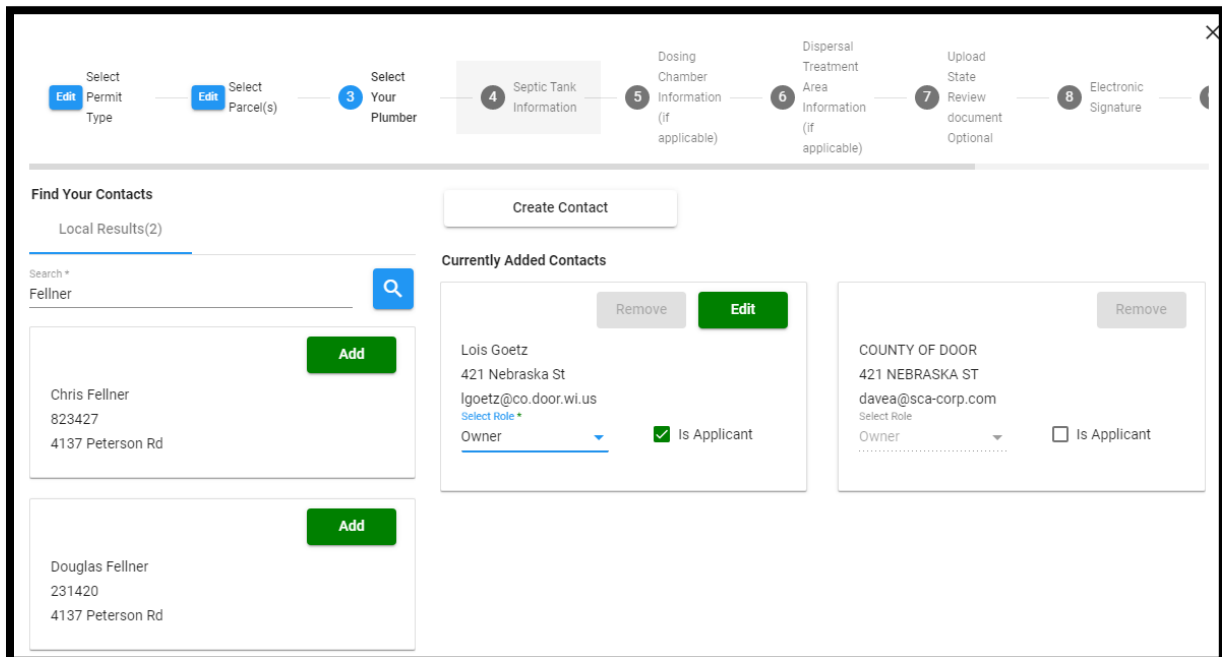 Edit
Select
Permit
Type
Edit
Select
Parcel(s)
3
Select
Your
Plumber
4
Septic Tank
Information
5
Dosing
Chamber
Information
(if
applicable)
6
Dispersal
Treatment
Area
Information
(if
applicable)
7
Upload
State
Review
document
Optional
8
Electronic
Signature
Find Your Contacts
Local Results(2)
Search *
Fellner
Add
Chris Fellner
823427
4137 Peterson Rd
Add
Douglas Fellner
231420
4137 Peterson Rd
Create Contact
Currently Added Contacts
Remove Edit
Lois Goetz
421 Nebraska St
lgoetz@co.door.wi.us
Select Role *
Owner
Is Applicant
Remove
COUNTY OF DOOR
421 NEBRASKA ST
davea@sca-corp.com
Select Role
Owner
Is Applicant